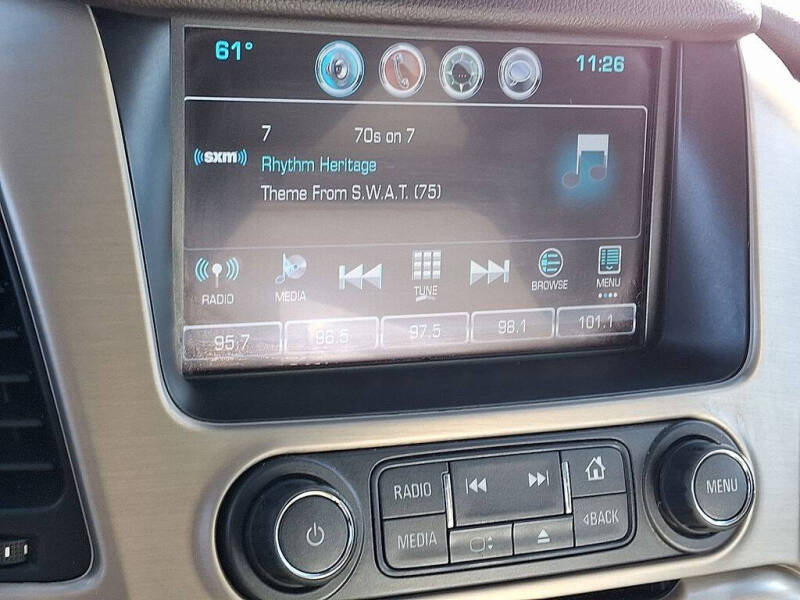 61° 11:26
7 70s on 7
((sxm))
Rhythm Heritage
Theme From S.W.A.T. (75)
RADIO MEDIA TUNE BROWSE MENU
95.7 96.5 97.5 98.1 101.1
RADIO MENU
MEDIA BACK